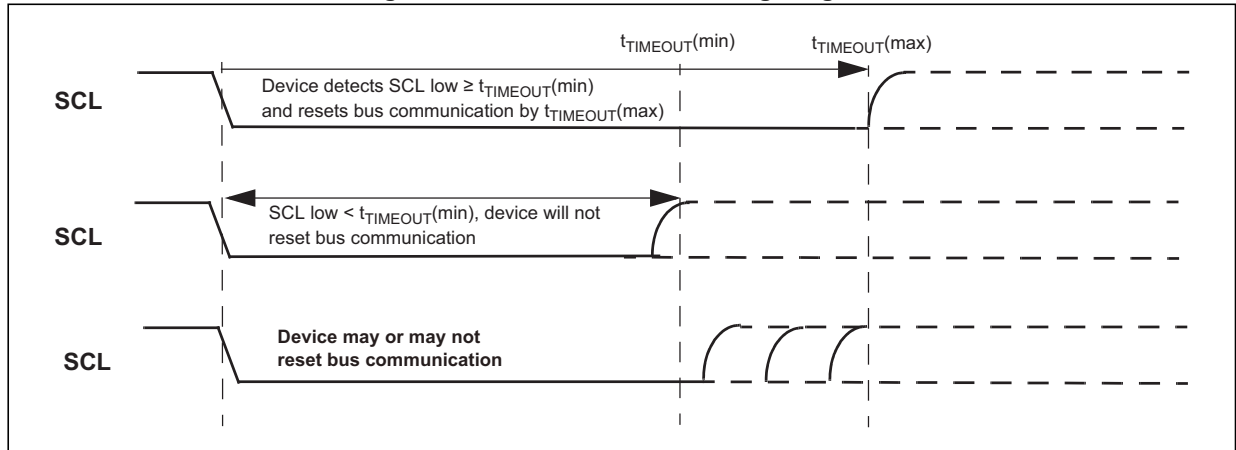 tTIMEOUT(min)
tTIMEOUT(max)
SCL
Device detects SCL low ≥ tTIMEOUT(min)
and resets bus communication by tTIMEOUT(max)
SCL
SCL low < tTIMEOUT(min), device will not
reset bus communication
SCL
Device may or may not
reset bus communication